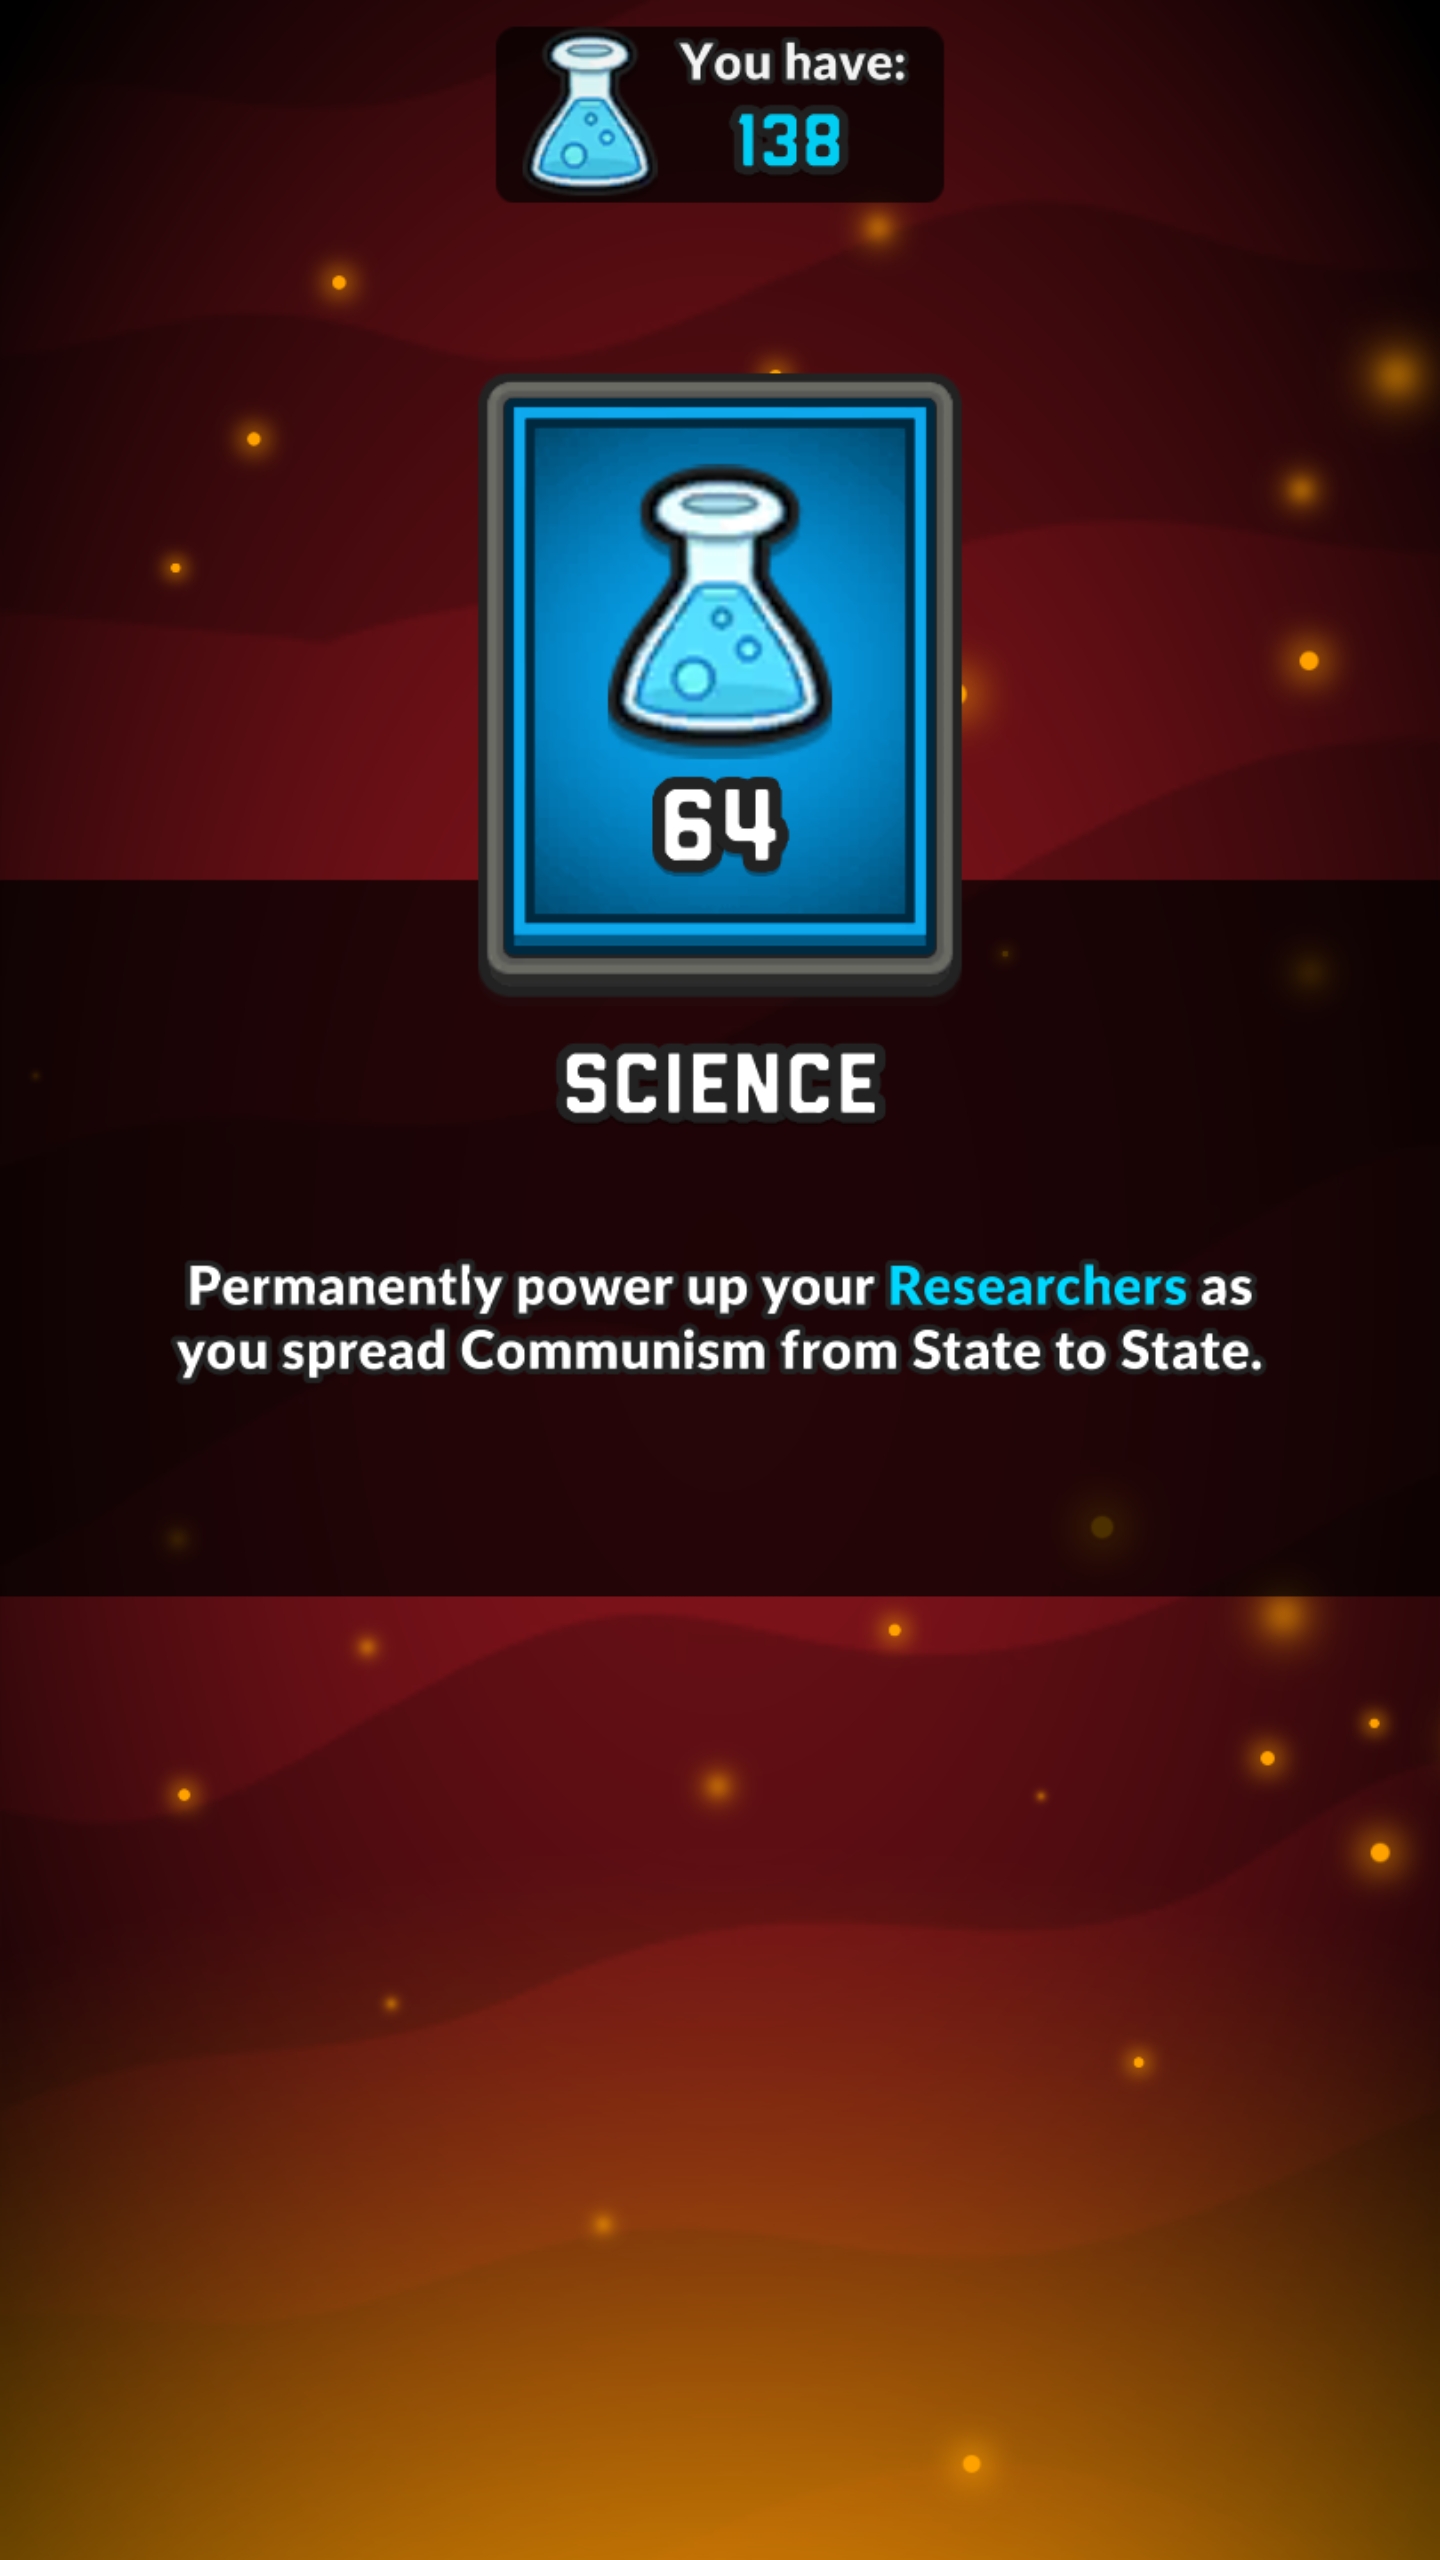 You have:
138
64
SCIENCE
Permanently power up your Researchers as
you spread Communism from State to State.